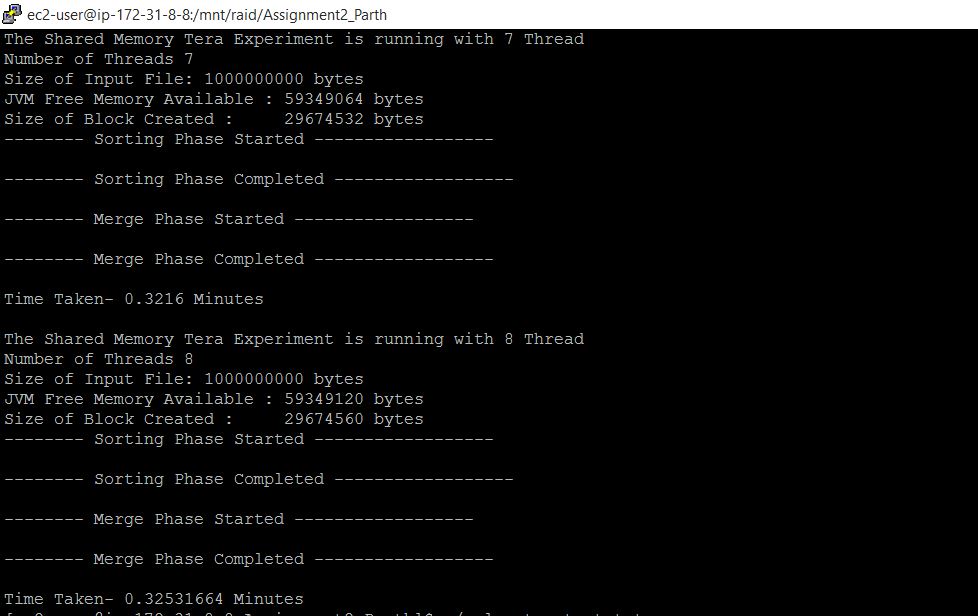 ec2-user@ip-172-31-8-8:/mnt/raid/Assignment2_Parth
The Shared Memory Tera Experiment is running with 7 Thread
Number of Threads 7
Size of Input File: 1000000000 bytes
JVM Free Memory Available : 59349064 bytes
Size of Block Created :     29674532 bytes
-------- Sorting Phase Started ------------------
-------- Sorting Phase Completed ------------------
-------- Merge Phase Started ------------------
-------- Merge Phase Completed ------------------
Time Taken- 0.3216 Minutes
The Shared Memory Tera Experiment is running with 8 Thread
Number of Threads 8
Size of Input File: 1000000000 bytes
JVM Free Memory Available : 59349120 bytes
Size of Block Created :     29674560 bytes
-------- Sorting Phase Started ------------------
-------- Sorting Phase Completed ------------------
-------- Merge Phase Started ------------------
-------- Merge Phase Completed ------------------
Time Taken- 0.32531664 Minutes